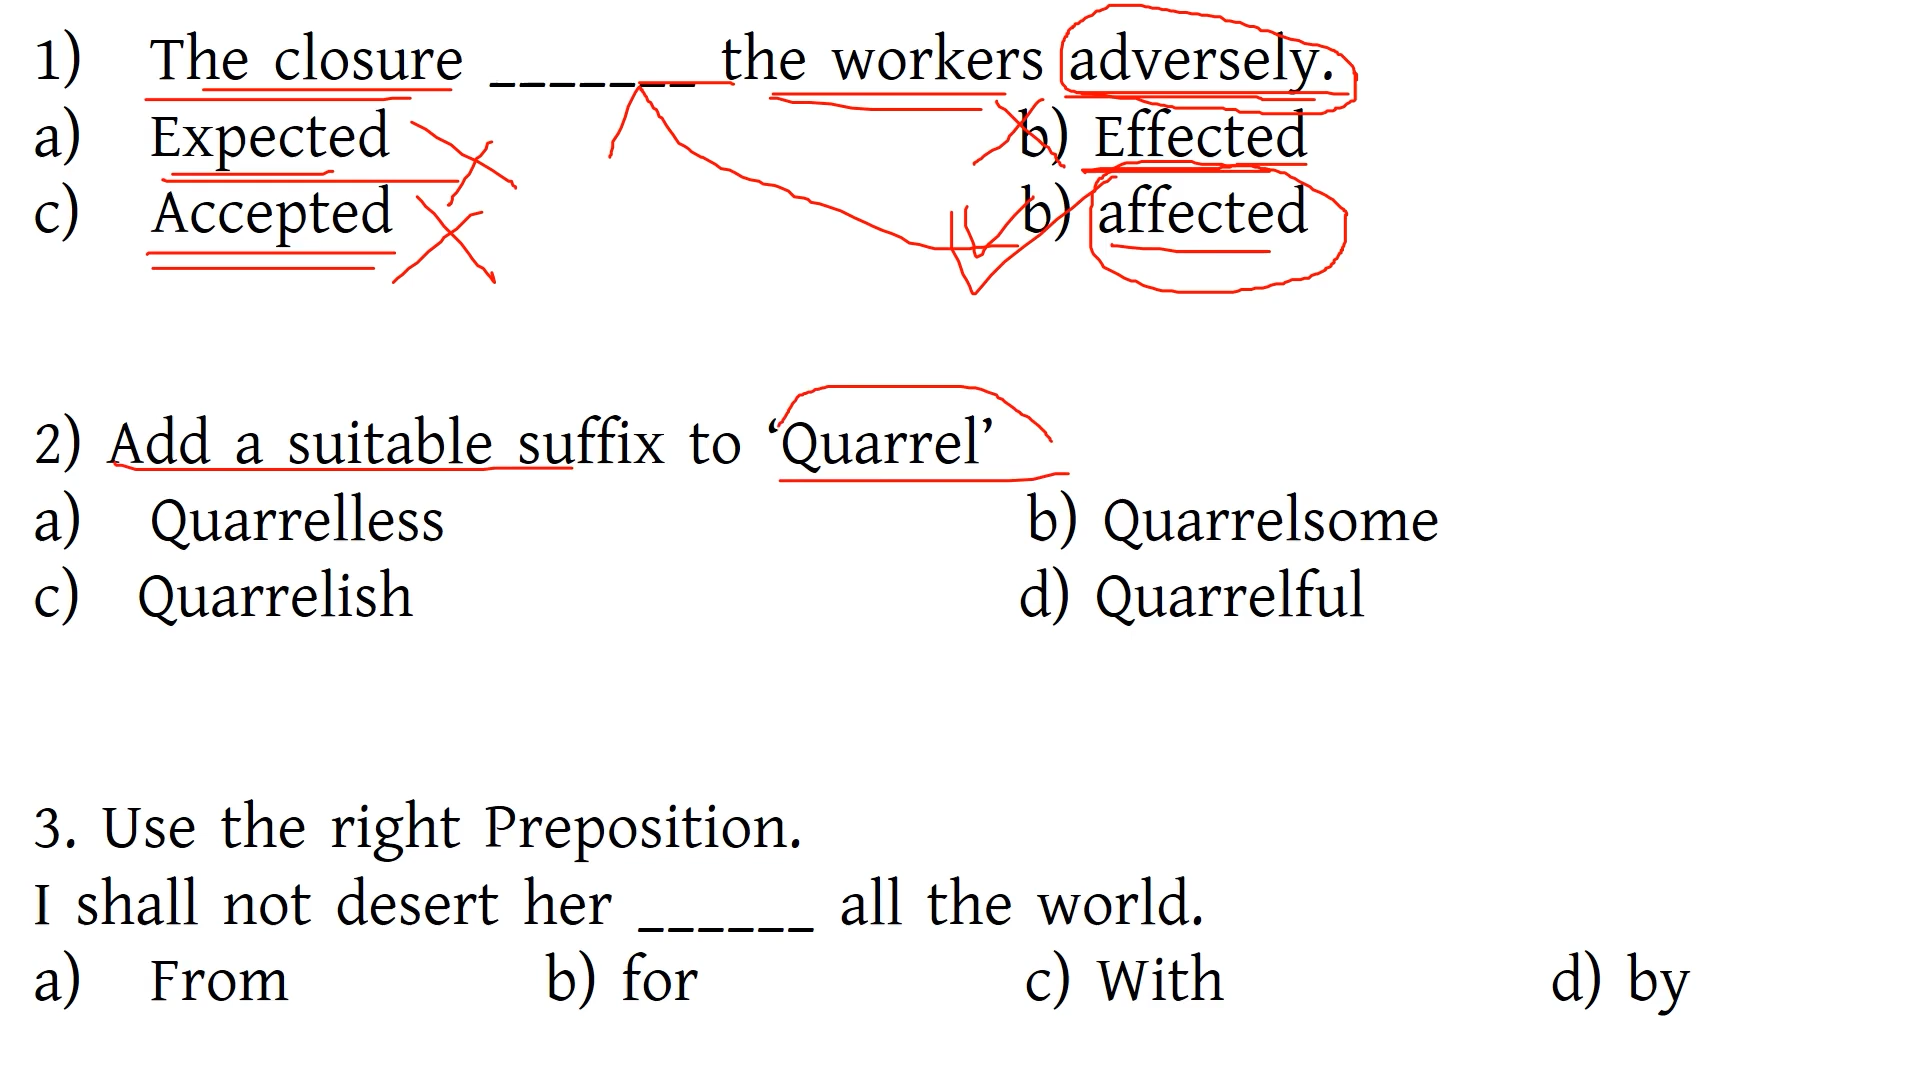 1) The closure _______ the workers adversely.
a) Expected b) Effected
c) Accepted b) affected
2) Add a suitable suffix to ‘Quarrel’
a) Quarrelless b) Quarrelsome
c) Quarrelish d) Quarrelful
3. Use the right Preposition.
I shall not desert her ______ all the world.
a) From b) for c) With d) by